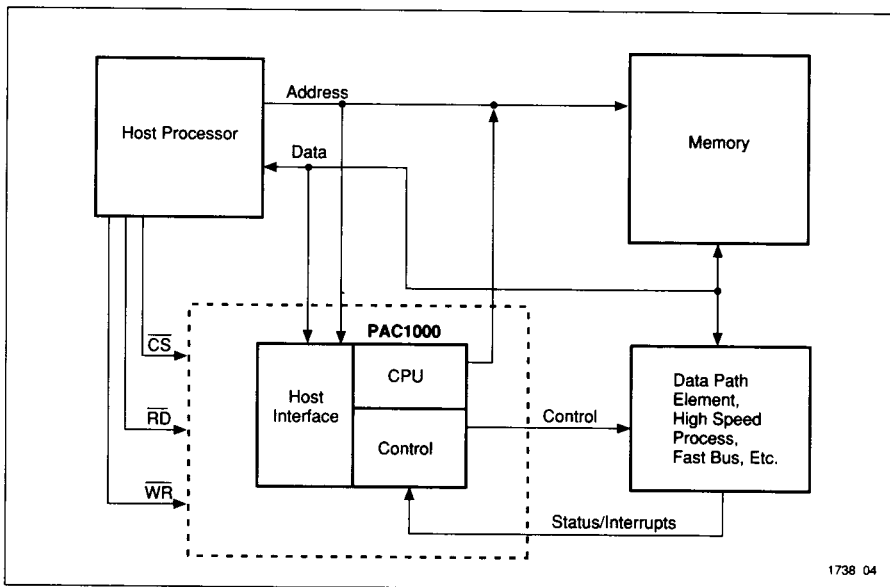 Host Processor
Address
Data
Memory
CS
RD
WR
PAC1000
Host
Interface
CPU
Control
Control
Status/Interrupts
Data Path
Element,
High Speed
Process,
Fast Bus, Etc.
1738 04